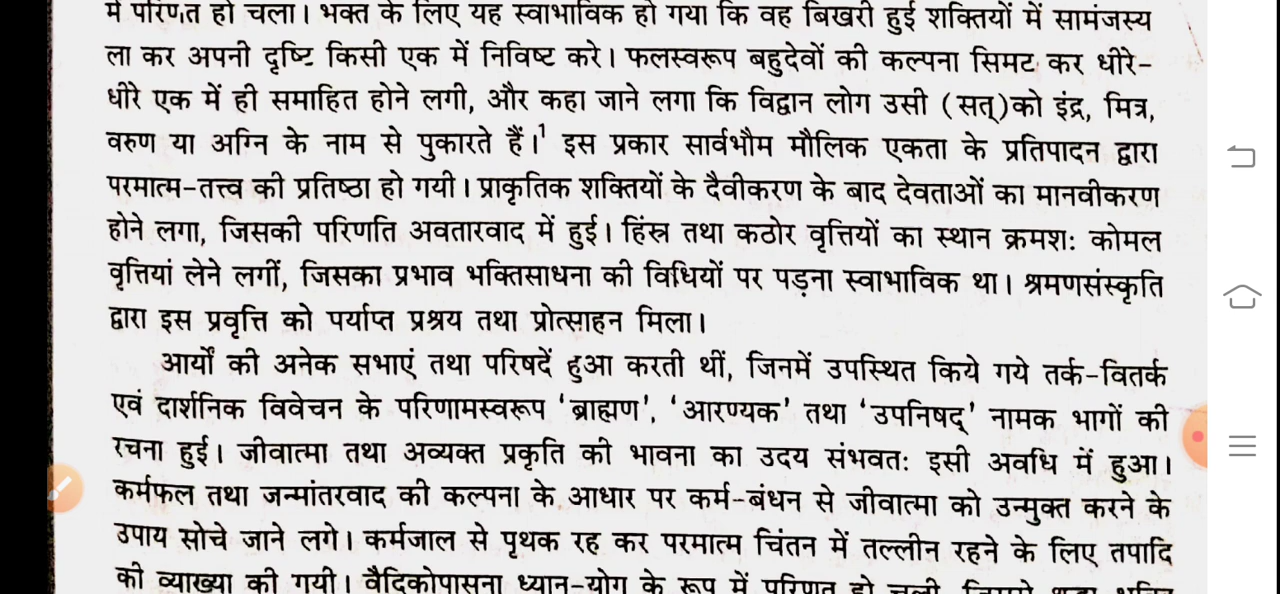 में परिणत हो चला। भक्त के लिए यह स्वाभाविक हो गया कि वह बिखरी हुई शक्तियों में सामंजस्य
ला कर अपनी दृष्टि किसी एक में निविष्ट करे। फलस्वरूप बहुदेवों की कल्पना सिमट कर धीरे-
धीरे एक में ही समाहित होने लगी, और कहा जाने लगा कि विद्वान लोग उसी (सत्)को इंद्र, मित्र,
वरुण या अग्नि के नाम से पुकारते हैं।¹ इस प्रकार सार्वभौम मौलिक एकता के प्रतिपादन द्वारा
परमात्म-तत्त्व की प्रतिष्ठा हो गयी। प्राकृतिक शक्तियों के दैवीकरण के बाद देवताओं का मानवीकरण
होने लगा, जिसकी परिणति अवतारवाद में हुई। हिंस्र तथा कठोर वृत्तियों का स्थान क्रमशः कोमल
वृत्तियां लेने लगीं, जिसका प्रभाव भक्तिसाधना की विधियों पर पड़ना स्वाभाविक था। श्रमणसंस्कृति
द्वारा इस प्रवृत्ति को पर्याप्त प्रश्रय तथा प्रोत्साहन मिला।
आर्यों की अनेक सभाएं तथा परिषदें हुआ करती थीं, जिनमें उपस्थित किये गये तर्क-वितर्क
एवं दार्शनिक विवेचन के परिणामस्वरूप 'ब्राह्मण', 'आरण्यक' तथा 'उपनिषद्' नामक भागों की
रचना हुई। जीवात्मा तथा अव्यक्त प्रकृति की भावना का उदय संभवतः इसी अवधि में हुआ।
कर्मफल तथा जन्मांतरवाद की कल्पना के आधार पर कर्म-बंधन से जीवात्मा को उन्मुक्त करने के
उपाय सोचे जाने लगे। कर्मजाल से पृथक रह कर परमात्म चिंतन में तल्लीन रहने के लिए तपादि
की व्याख्या की गयी। वैदिकोपासना ध्यान-योग के रूप में परिणत हो चली,